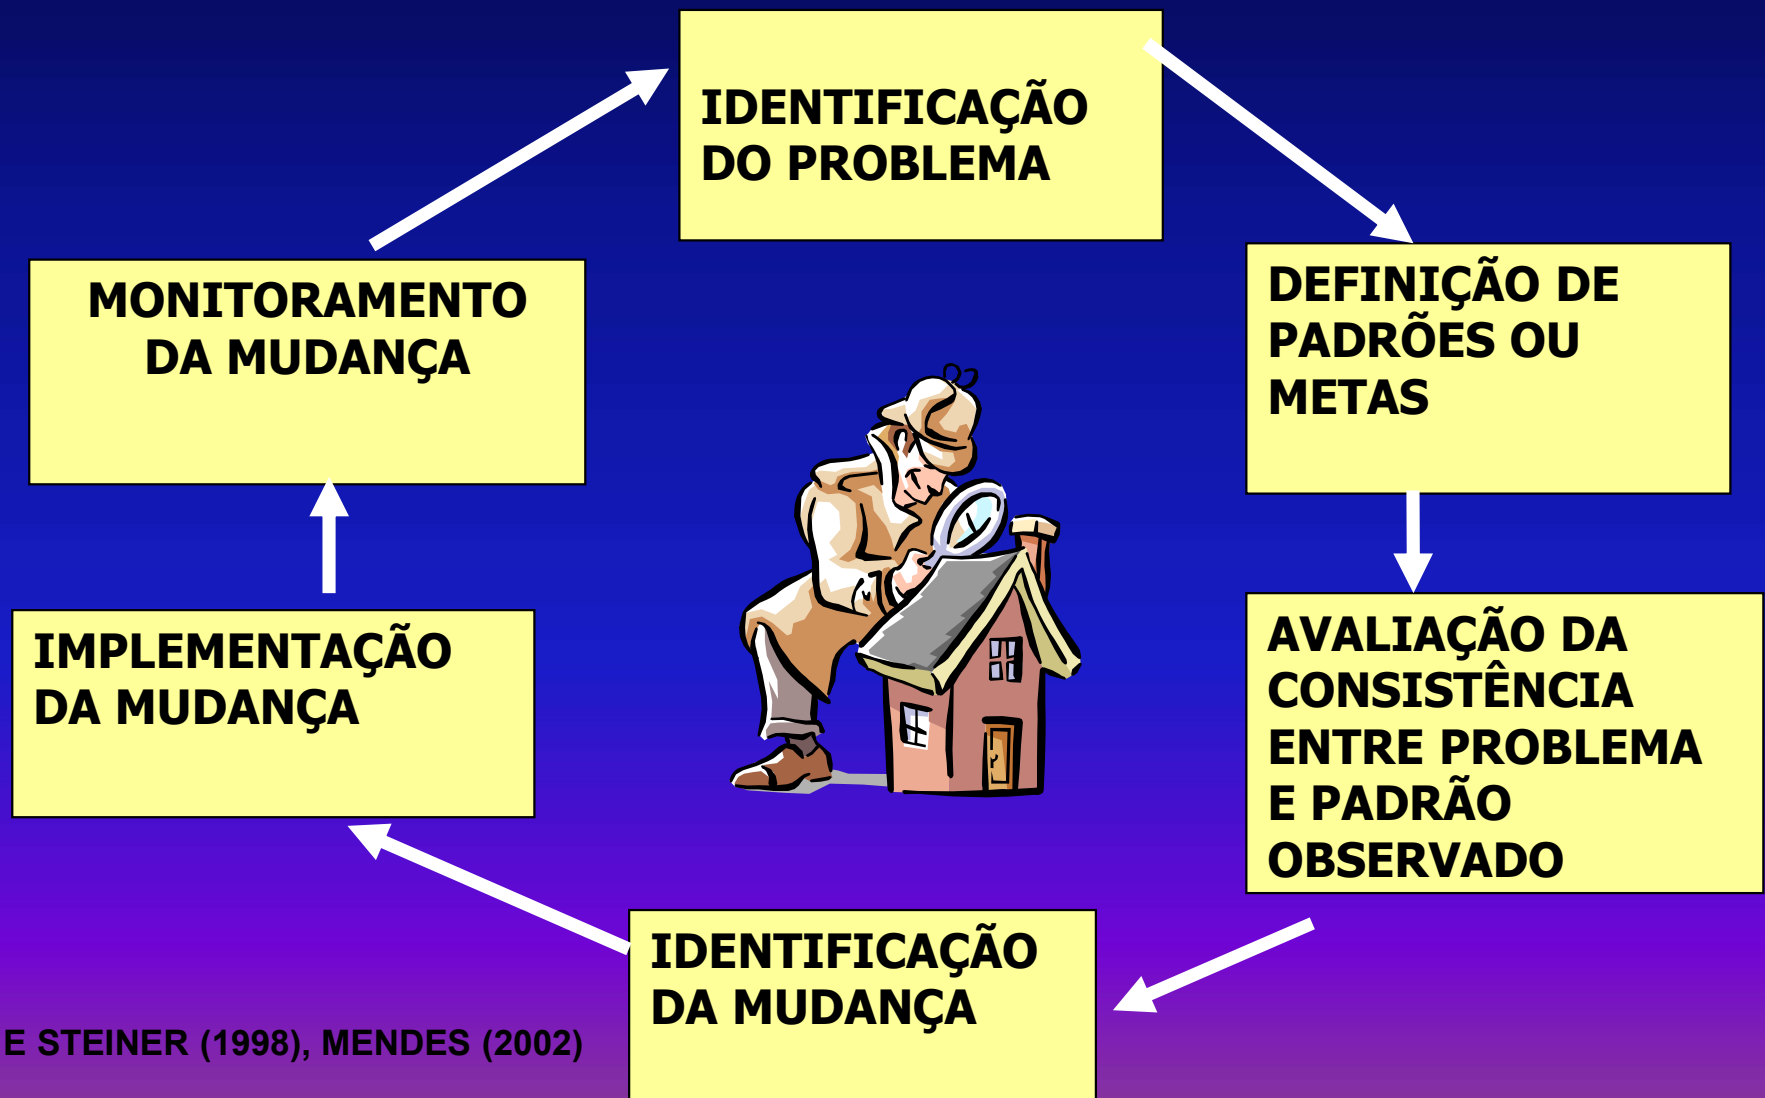 IDENTIFICAÇÃO
DO PROBLEMA
DEFINIÇÃO DE
PADRÕES OU
METAS
AVALIAÇÃO DA
CONSISTÊNCIA
ENTRE PROBLEMA
E PADRÃO
OBSERVADO
IDENTIFICAÇÃO
DA MUDANÇA
IMPLEMENTAÇÃO
DA MUDANÇA
MONITORAMENTO
DA MUDANÇA
E STEINER (1998), MENDES (2002)